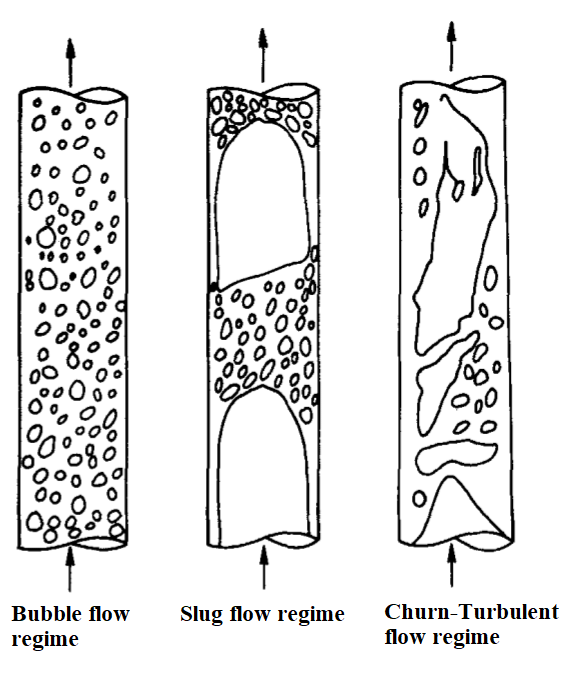 Bubble flow
regime
Slug flow regime
Churn-Turbulent
flow regime